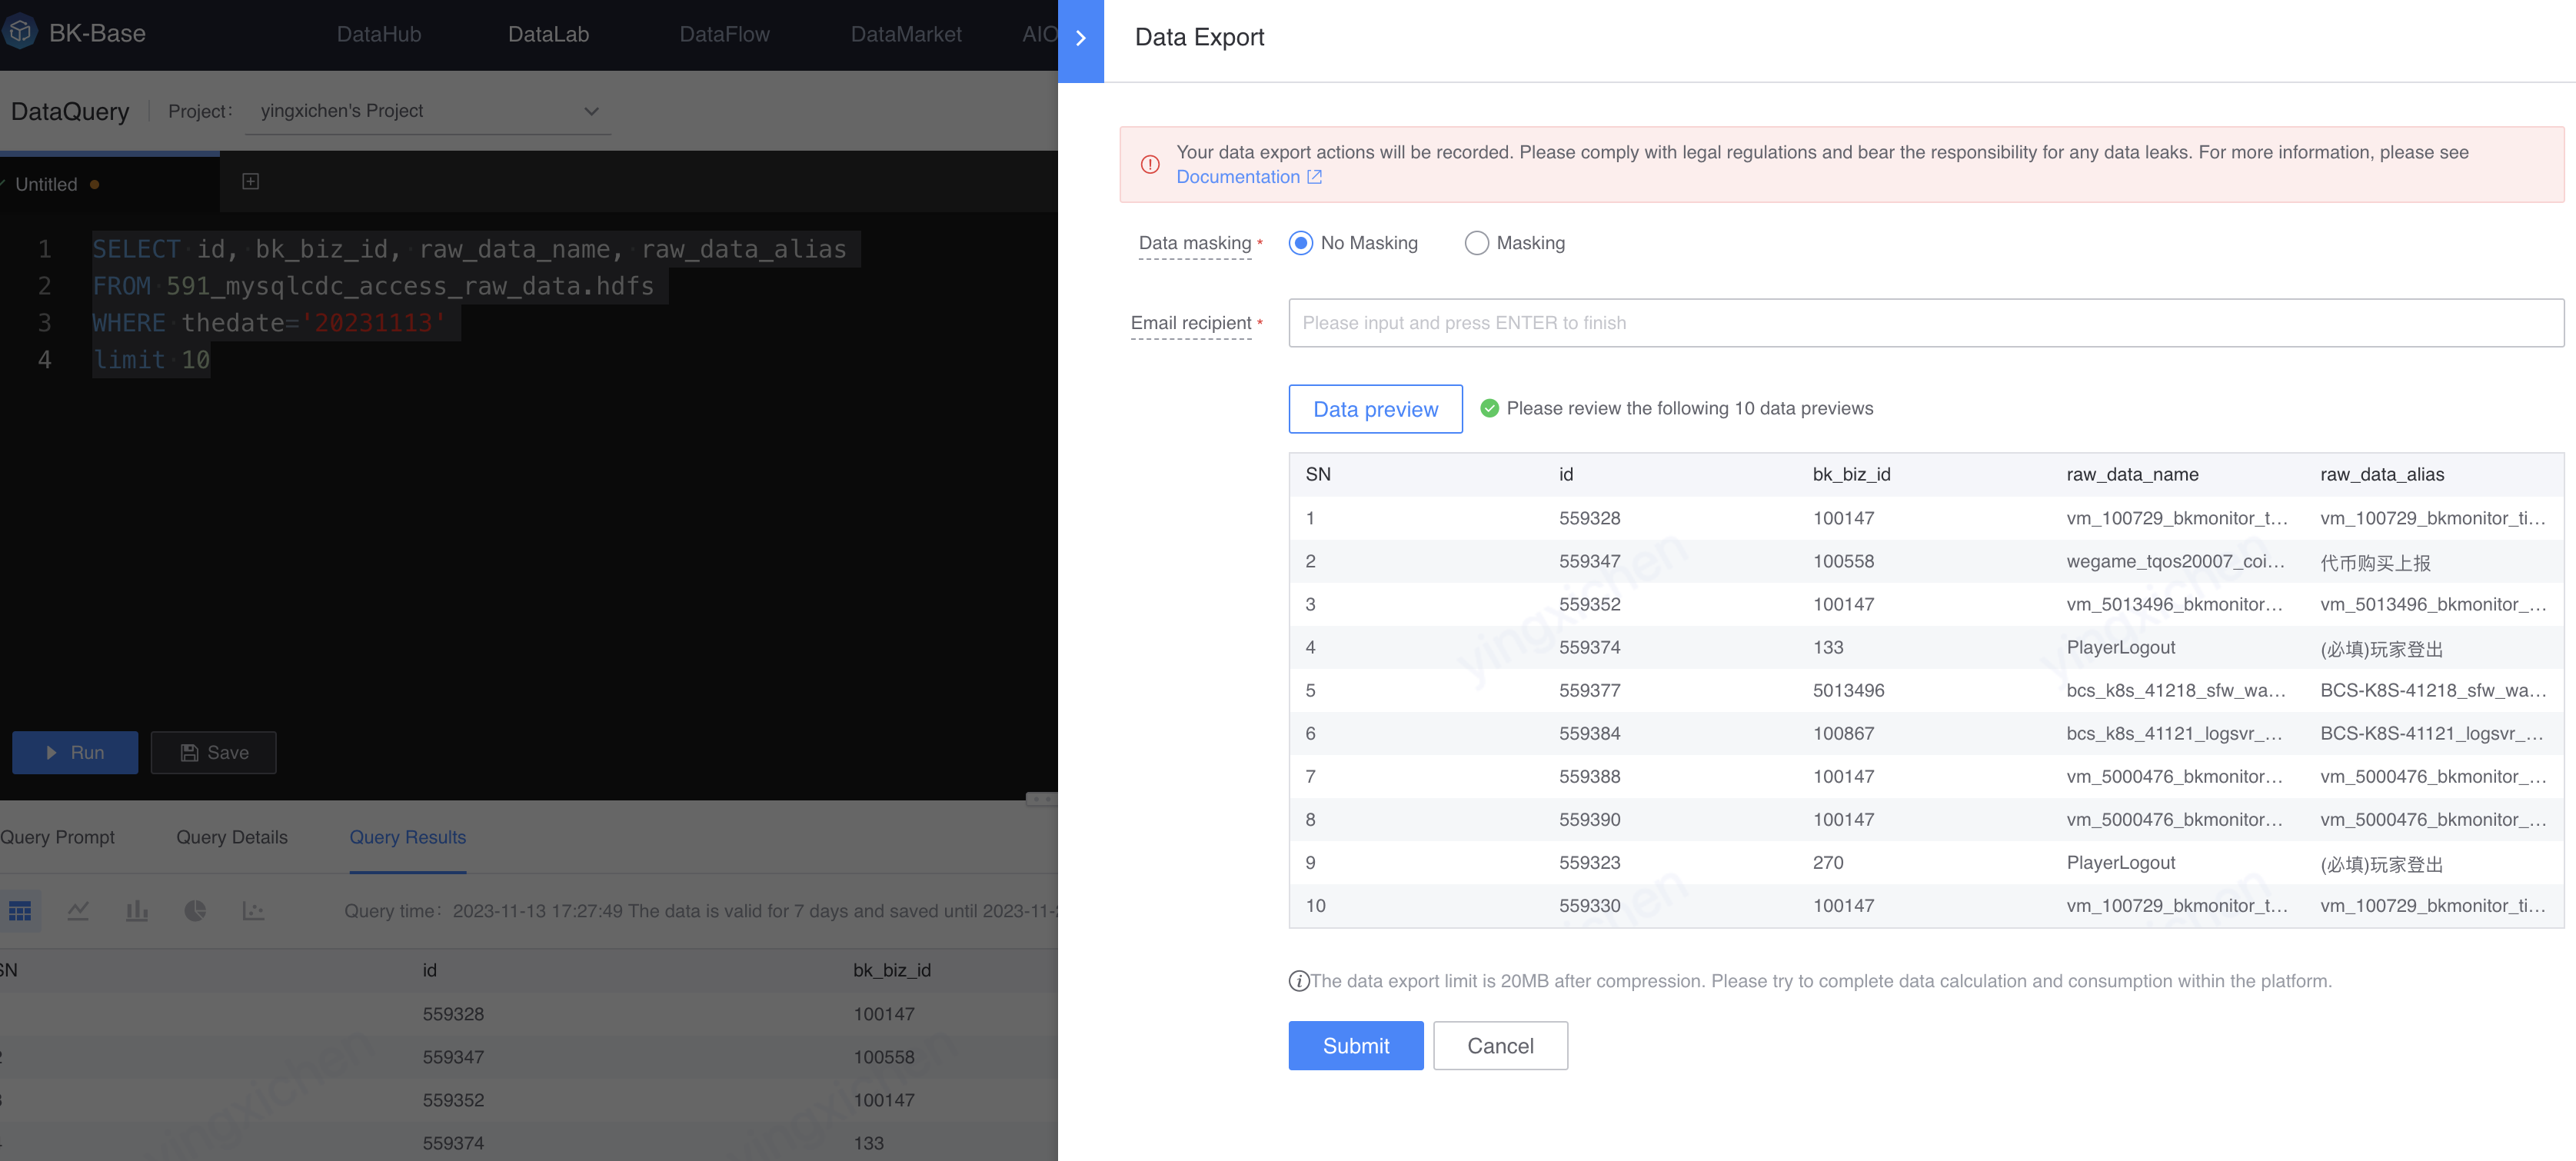 BK-Base
DataHub
DataLab
DataFlow
DataMarket
AIO
DataQuery
Project:
yingxichen's Project
Untitled
1 SELECT id, bk_biz_id, raw_data_name, raw_data_alias
2 FROM 591_mysqlcdc_access_raw_data.hdfs
3 WHERE thedate='20231113'
4 limit 10
Run
Save
Query Prompt
Query Details
Query Results
Query time: 2023-11-13 17:27:49 The data is valid for 7 days and saved until 2023-11-
SN id bk_biz_id
559328 100147
559347 100558
559352 100147
559374 133
Data Export
Your data export actions will be recorded. Please comply with legal regulations and bear the responsibility for any data leaks. For more information, please see
Documentation
Data masking *
No Masking
Masking
Email recipient *
Please input and press ENTER to finish
Data preview
Please review the following 10 data previews
SN id bk_biz_id raw_data_name raw_data_alias
1 559328 100147 vm_100729_bkmonitor_t... vm_100729_bkmonitor_ti...
2 559347 100558 wegame_tqos20007_coi... 代币购买上报
3 559352 100147 vm_5013496_bkmonitor... vm_5013496_bkmonitor_...
4 559374 133 PlayerLogout (必填)玩家登出
5 559377 5013496 bcs_k8s_41218_sfw_wa... BCS-K8S-41218_sfw_wa...
6 559384 100867 bcs_k8s_41121_logsvr_... BCS-K8S-41121_logsvr_...
7 559388 100147 vm_5000476_bkmonitor... vm_5000476_bkmonitor_...
8 559390 100147 vm_5000476_bkmonitor... vm_5000476_bkmonitor_...
9 559323 270 PlayerLogout (必填)玩家登出
10 559330 100147 vm_100729_bkmonitor_t... vm_100729_bkmonitor_ti...
yingxichen
yingxichen
The data export limit is 20MB after compression. Please try to complete data calculation and consumption within the platform.
Submit
Cancel